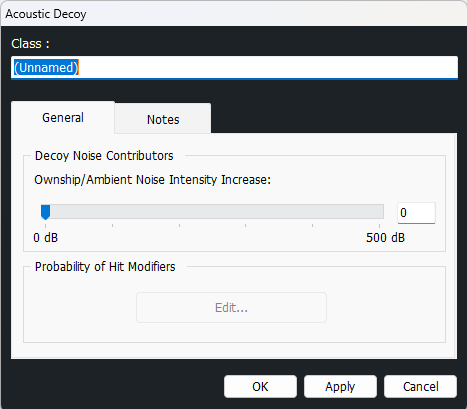 Acoustic Decoy
Class :
(Unnamed)
General Notes
Decoy Noise Contributors
Ownship/Ambient Noise Intensity Increase:
0
0 dB 500 dB
Probability of Hit Modifiers
Edit...
OK Apply Cancel